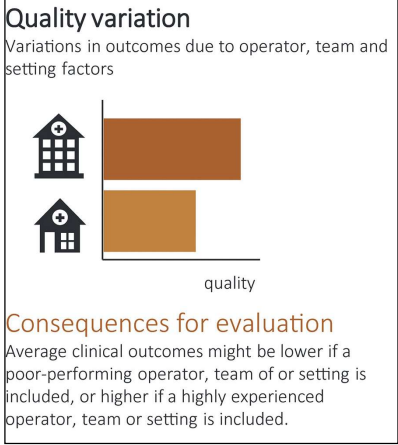 Quality variation
Variations in outcomes due to operator, team and
setting factors
quality
Consequences for evaluation
Average clinical outcomes might be lower if a
poor-performing operator, team of or setting is
included, or higher if a highly experienced
operator, team or setting is included.